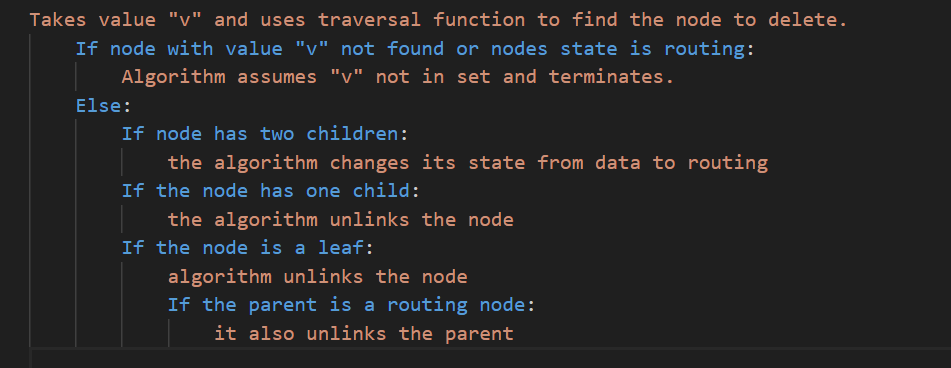 Takes value "v" and uses traversal function to find the node to delete.
If node with value "v" not found or nodes state is routing:
Algorithm assumes "v" not in set and terminates.
Else:
If node has two children:
the algorithm changes its state from data to routing
If the node has one child:
the algorithm unlinks the node
If the node is a leaf:
algorithm unlinks the node
If the parent is a routing node:
it also unlinks the parent